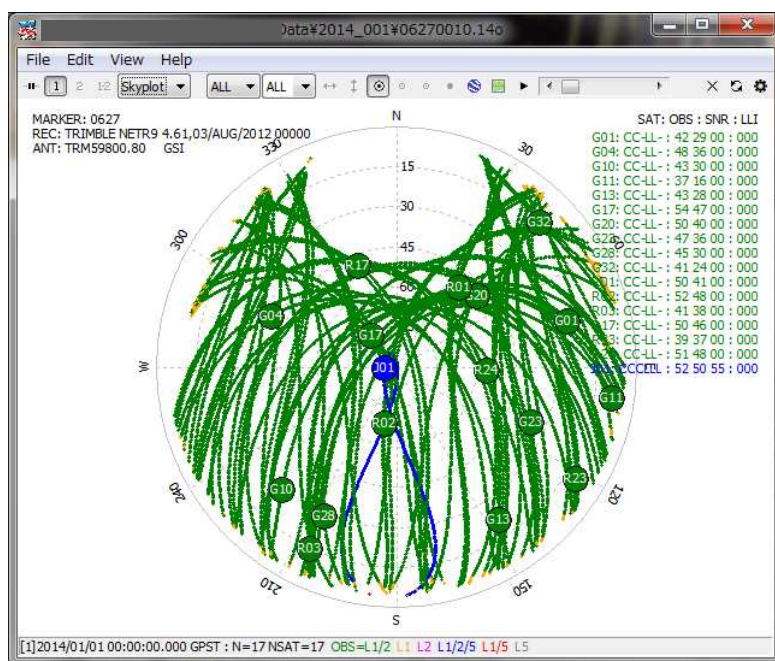 Data¥2014_001¥06270010.14o
File Edit View Help
1 2 1-2 Skyplot ALL ALL
MARKER: 0627
REC: TRIMBLE NETR9 4.61,03/AUG/2012 00000
ANT: TRM59800.80 GSI
SAT: OBS : SNR : LLI
G01: CC-LL- : 42 29 00 : 000
G04: CC-LL- : 48 36 00 : 000
G10: CC-LL- : 43 30 00 : 000
G11: CC-LL- : 37 16 00 : 000
G13: CC-LL- : 43 28 00 : 000
G17: CC-LL- : 54 47 00 : 000
G20: CC-LL- : 50 40 00 : 000
CC-LL- : 47 36 00 : 000
G28: CC-LL- : 45 30 00 : 000
G32: CC-LL- : 41 24 00 : 000
CC-LL- : 50 41 00 : 000
CC-LL- : 52 48 00 : 000
R03: CC-LL- : 41 38 00 : 000
CC-LL- : 50 46 00 : 000
CC-LL- : 39 37 00 : 000
CC-LL- : 51 48 00 : 000
: 52 50 55 : 000
N
330
30
15
30
45
60
300
W
240
210
S
150
120
G32
R17
R01
G20
G04
G01
G17
J01
R24
G11
R02
G23
R23
G10
G28
G13
R03
[1]2014/01/01 00:00:00.000 GPST : N=17 NSAT=17 OBS=L1/2 L1 L2 L1/2/5 L1/5 L5